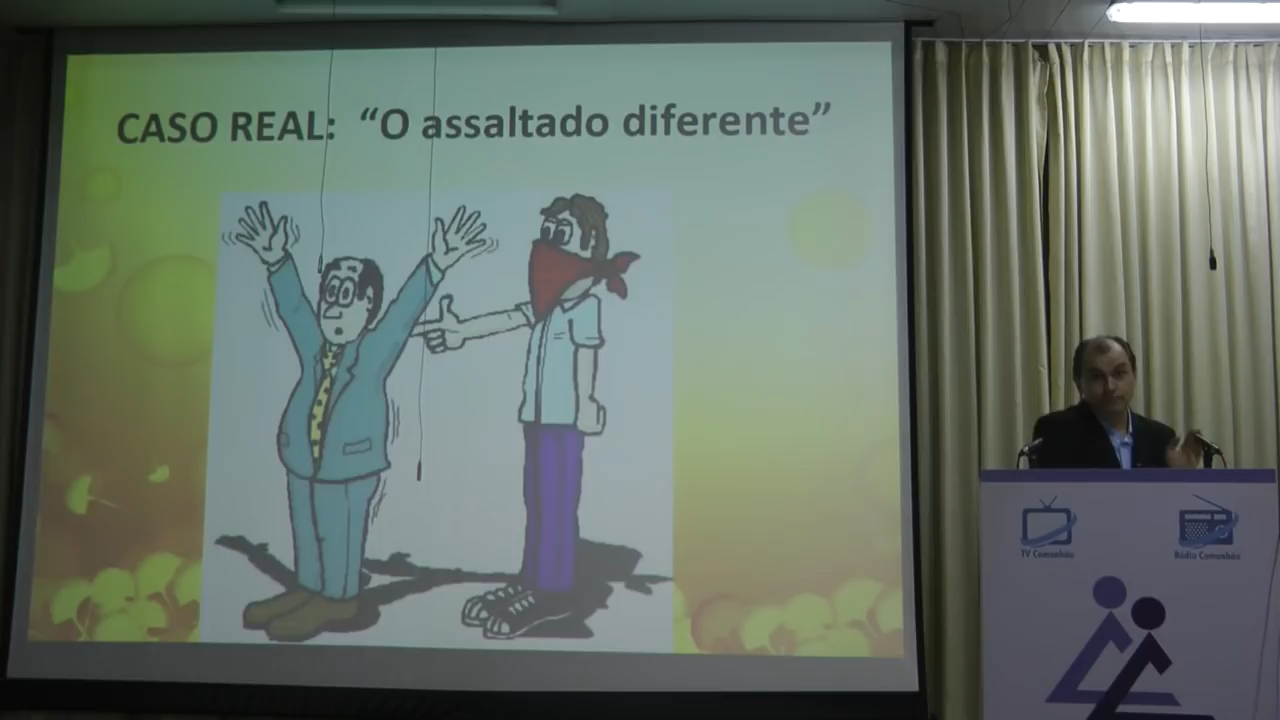 CASO REAL: “O assaltado diferente”
TV Comunhão
Rádio Comunhão